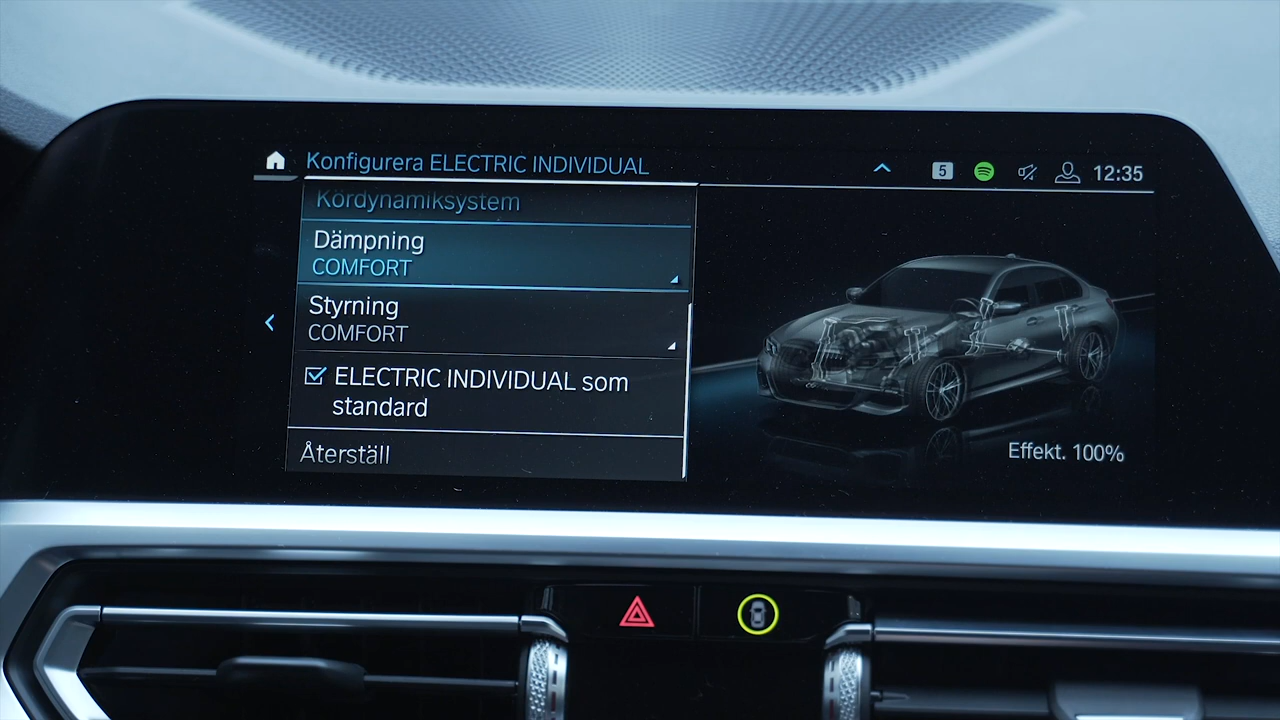 Konfigurera ELECTRIC INDIVIDUAL
5
12:35
Kördynamiksystem
Dämpning
COMFORT
Styrning
COMFORT
ELECTRIC INDIVIDUAL som
standard
Återställ
Effekt. 100%